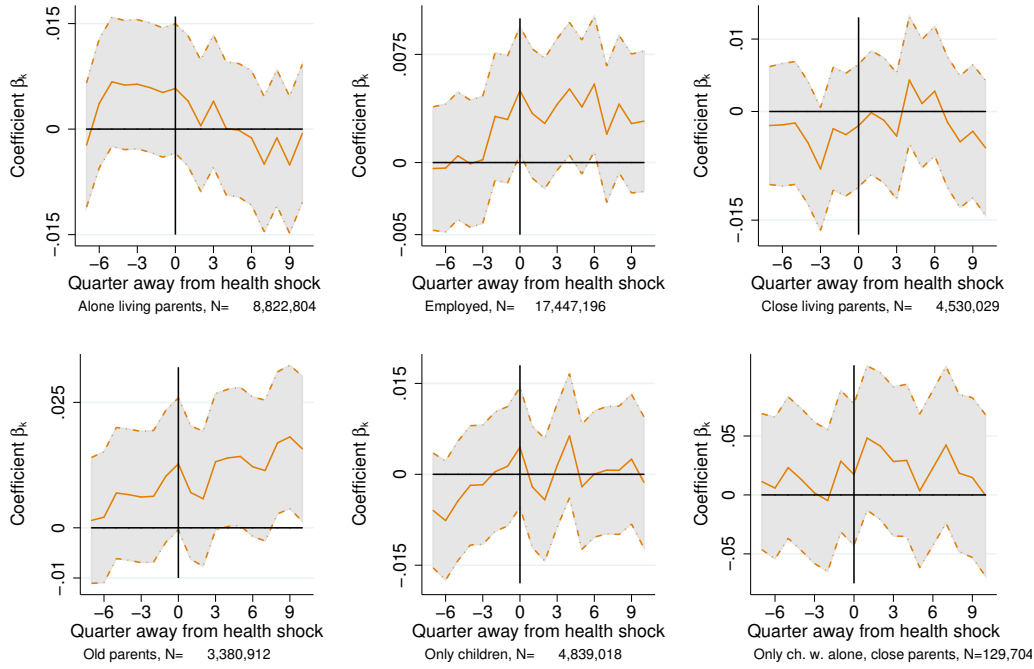 Coefficient βk
.015
0
-.015
-6 -3 0 3 6 9
Quarter away from health shock
Alone living parents, N= 8,822,804
Coefficient βk
.0075
0
-.005
-6 -3 0 3 6 9
Quarter away from health shock
Employed, N= 17,447,196
Coefficient βk
.01
0
-.015
-6 -3 0 3 6 9
Quarter away from health shock
Close living parents, N= 4,530,029
Coefficient βk
.025
0
-.01
-6 -3 0 3 6 9
Quarter away from health shock
Old parents, N= 3,380,912
Coefficient βk
.015
0
-.015
-6 -3 0 3 6 9
Quarter away from health shock
Only children, N= 4,839,018
Coefficient βk
.05
0
-.05
-6 -3 0 3 6 9
Quarter away from health shock
Only ch. w. alone, close parents, N=129,704